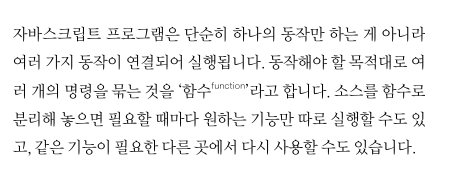 자바스크립트 프로그램은 단순히 하나의 동작만 하는 게 아니라
여러 가지 동작이 연결되어 실행됩니다. 동작해야 할 목적대로 여
러 개의 명령을 묶는 것을 ‘함수function’라고 합니다. 소스를 함수로
분리해 놓으면 필요할 때마다 원하는 기능만 따로 실행할 수도 있
고, 같은 기능이 필요한 다른 곳에서 다시 사용할 수도 있습니다.